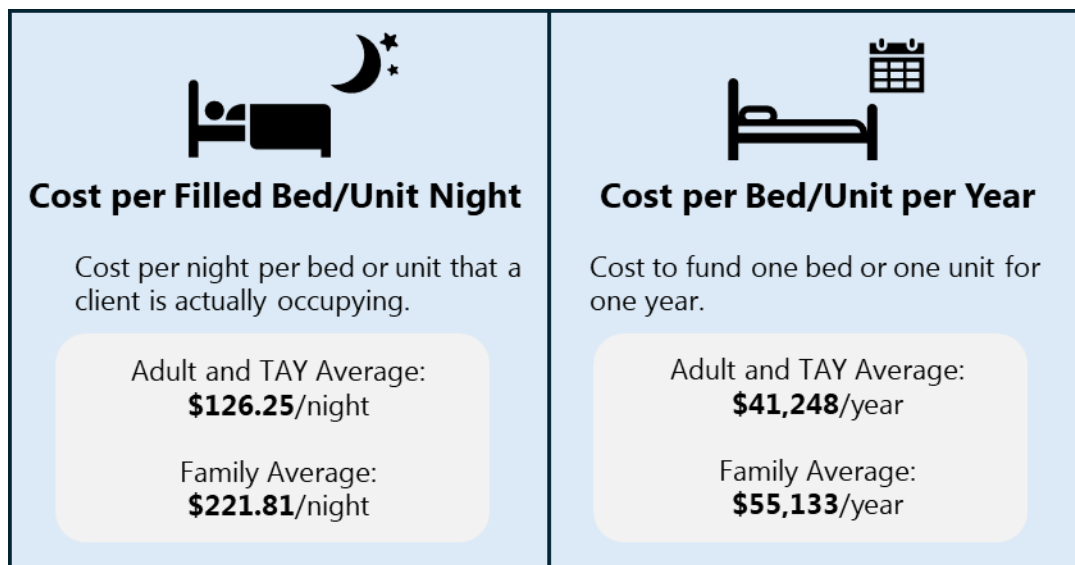 Cost per Filled Bed/Unit Night
Cost per night per bed or unit that a
client is actually occupying.
Adult and TAY Average:
$126.25/night
Family Average:
$221.81/night
Cost per Bed/Unit per Year
Cost to fund one bed or one unit for
one year.
Adult and TAY Average:
$41,248/year
Family Average:
$55,133/year